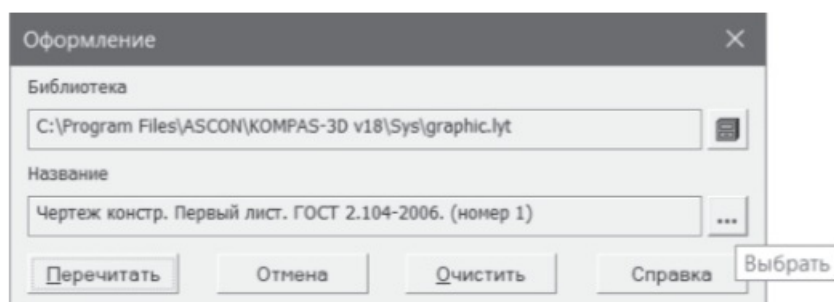 Оформление
Библиотека
C:\Program Files\ASCON\KOMPAS-3D v18\Sys\graphic.lyt
Название
Чертеж констр. Первый лист. ГОСТ 2.104-2006. (номер 1)
...
Перечитать Отмена Очистить Справка
Выбрать